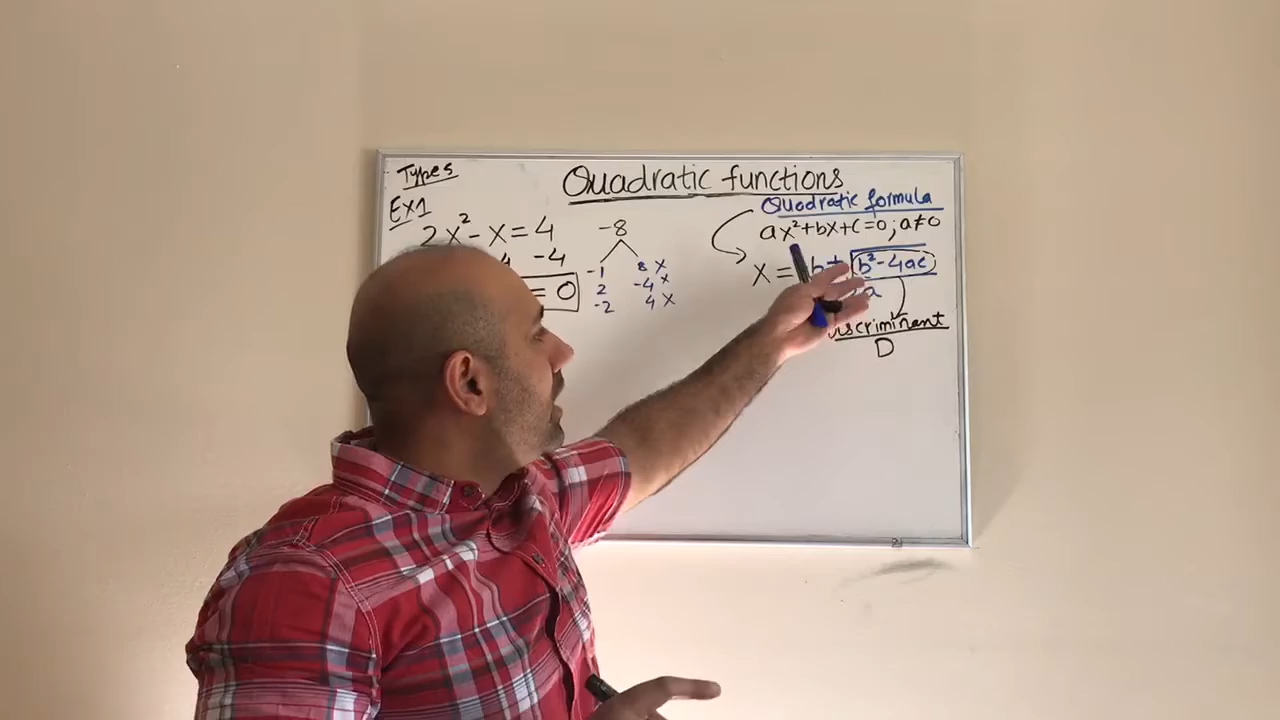 Types
Quadratic functions
Ex1
2x² - x = 4
4 -4
= 0
-8
-1 8 x
2 -4 x
-2 4 x
Quadratic formula
ax²+bx+c=0; a≠0
x = b± b²-4ac
a
Discriminant
D